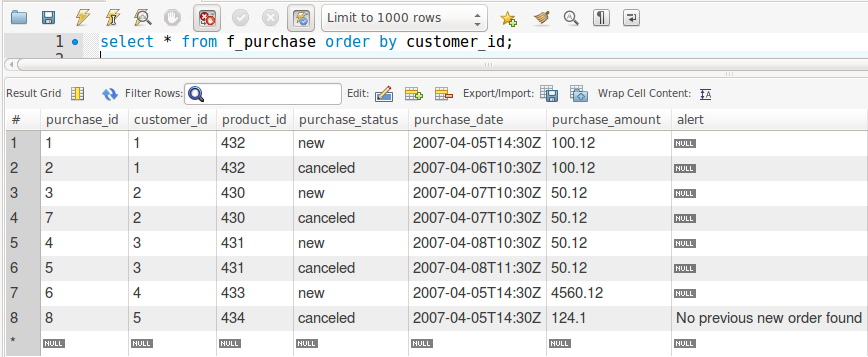 Limit to 1000 rows
1 select * from f_purchase order by customer_id;
2
Result Grid Filter Rows: Edit: Export/Import: Wrap Cell Content: IA
# purchase_id customer_id product_id purchase_status purchase_date purchase_amount alert
1 1 1 432 new 2007-04-05T14:30Z 100.12 NULL
2 2 1 432 canceled 2007-04-06T10:30Z 100.12 NULL
3 3 2 430 new 2007-04-07T10:30Z 50.12 NULL
4 7 2 430 canceled 2007-04-07T10:30Z 50.12 NULL
5 4 3 431 new 2007-04-08T10:30Z 50.12 NULL
6 5 3 431 canceled 2007-04-08T11:30Z 50.12 NULL
7 6 4 433 new 2007-04-05T14:30Z 4560.12 NULL
8 8 5 434 canceled 2007-04-05T14:30Z 124.1 No previous new order found
* NULL NULL NULL NULL NULL NULL NULL